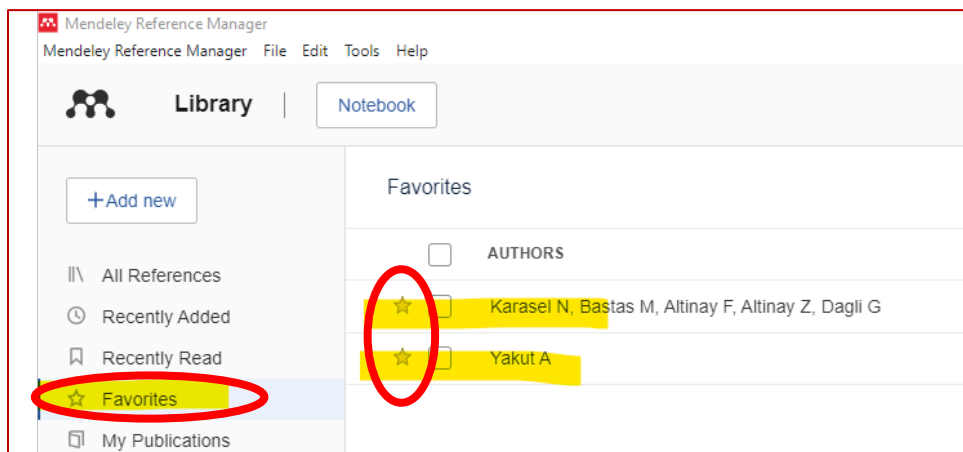 Mendeley Reference Manager
Mendeley Reference Manager File Edit Tools Help
Library | Notebook
+Add new
Favorites
AUTHORS
All References
Karasel N, Bastas M, Altinay F, Altinay Z, Dagli G
Recently Added
Recently Read
Yakut A
Favorites
My Publications